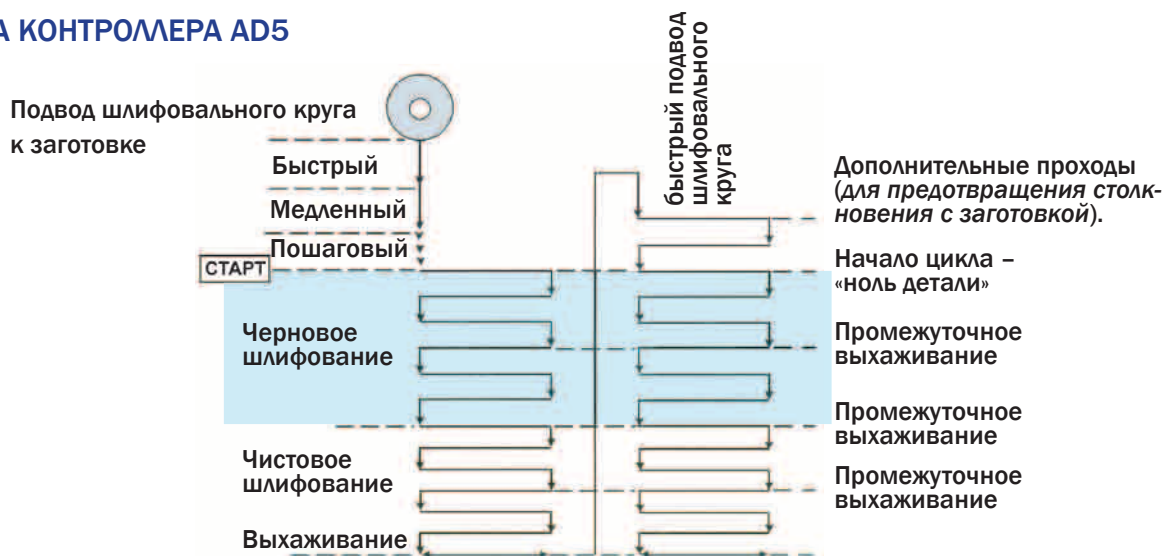 А КОНТРОЛЛЕРА AD5
Подвод шлифовального круга
к заготовке
Быстрый
Медленный
Пошаговый
СТАРТ
Черновое
шлифование
Чистовое
шлифование
Выхаживание
быстрый подвод
шлифовального
круга
Дополнительные проходы
(для предотвращения столк-
новения с заготовкой).
Начало цикла –
«ноль детали»
Промежуточное
выхаживание
Промежуточное
выхаживание
Промежуточное
выхаживание